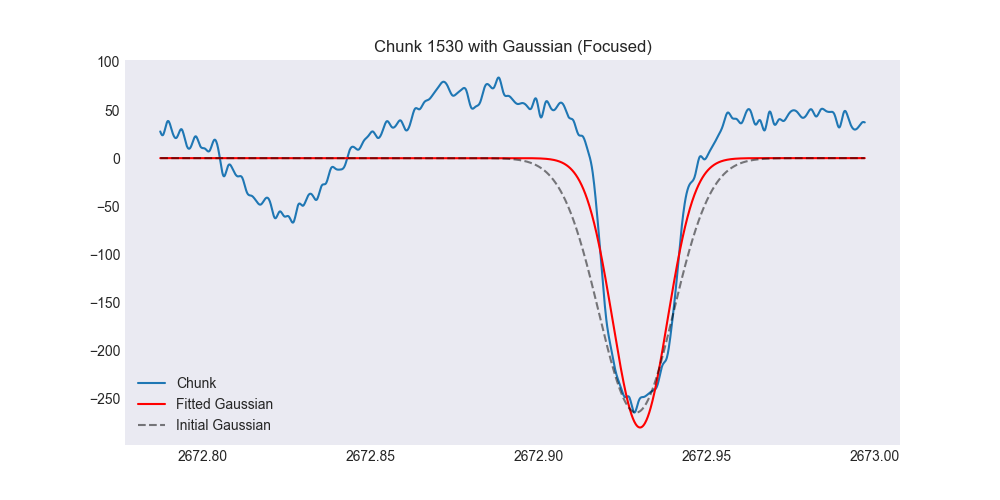 Chunk 1530 with Gaussian (Focused)
100
50
0
−50
−100
−150
−200
−250
Chunk
Fitted Gaussian
Initial Gaussian
2672.80 2672.85 2672.90 2672.95 2673.00